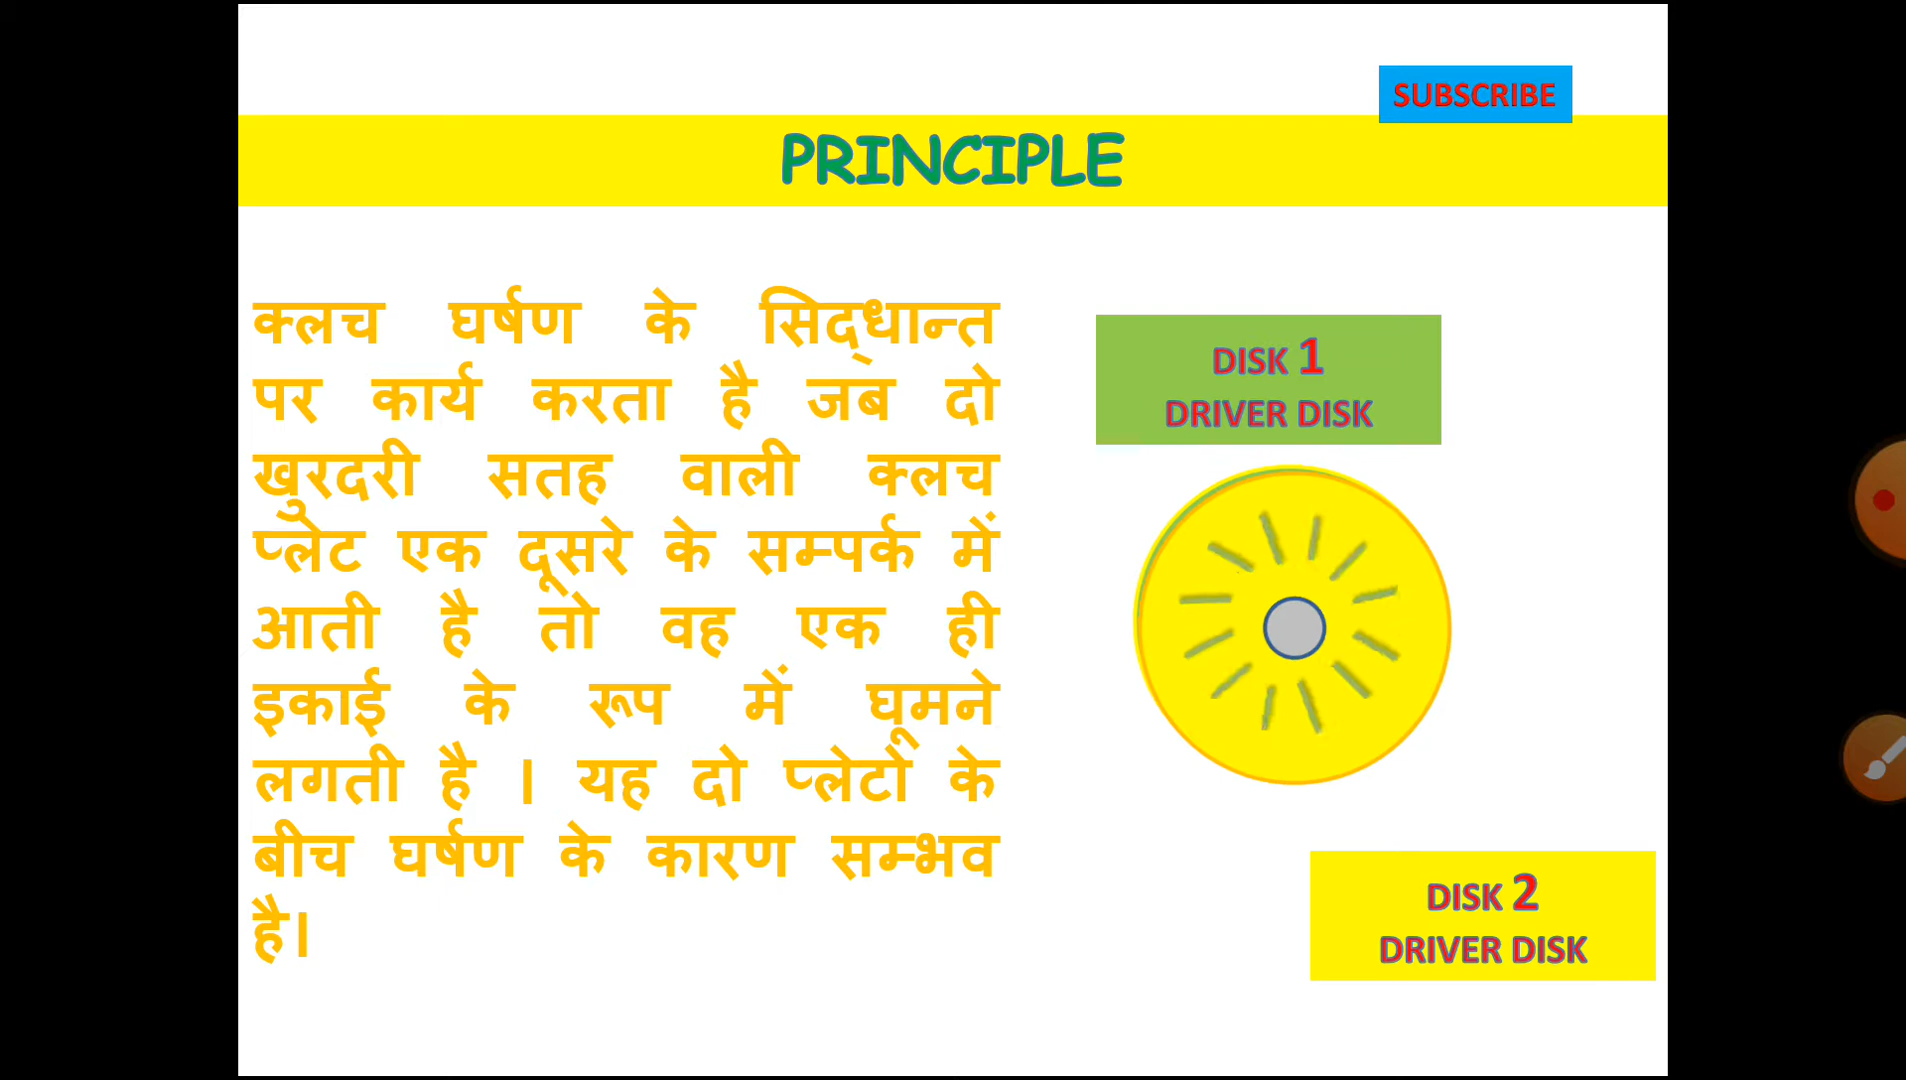 SUBSCRIBE
PRINCIPLE
क्लच घर्षण के सिद्धान्त
पर कार्य करता है जब दो
खुरदरी सतह वाली क्लच
प्लेट एक दूसरे के सम्पर्क में
आती है तो वह एक ही
इकाई के रूप में घूमने
लगती है । यह दो प्लेटो के
बीच घर्षण के कारण सम्भव
है।
DISK 1
DRIVER DISK
DISK 2
DRIVER DISK